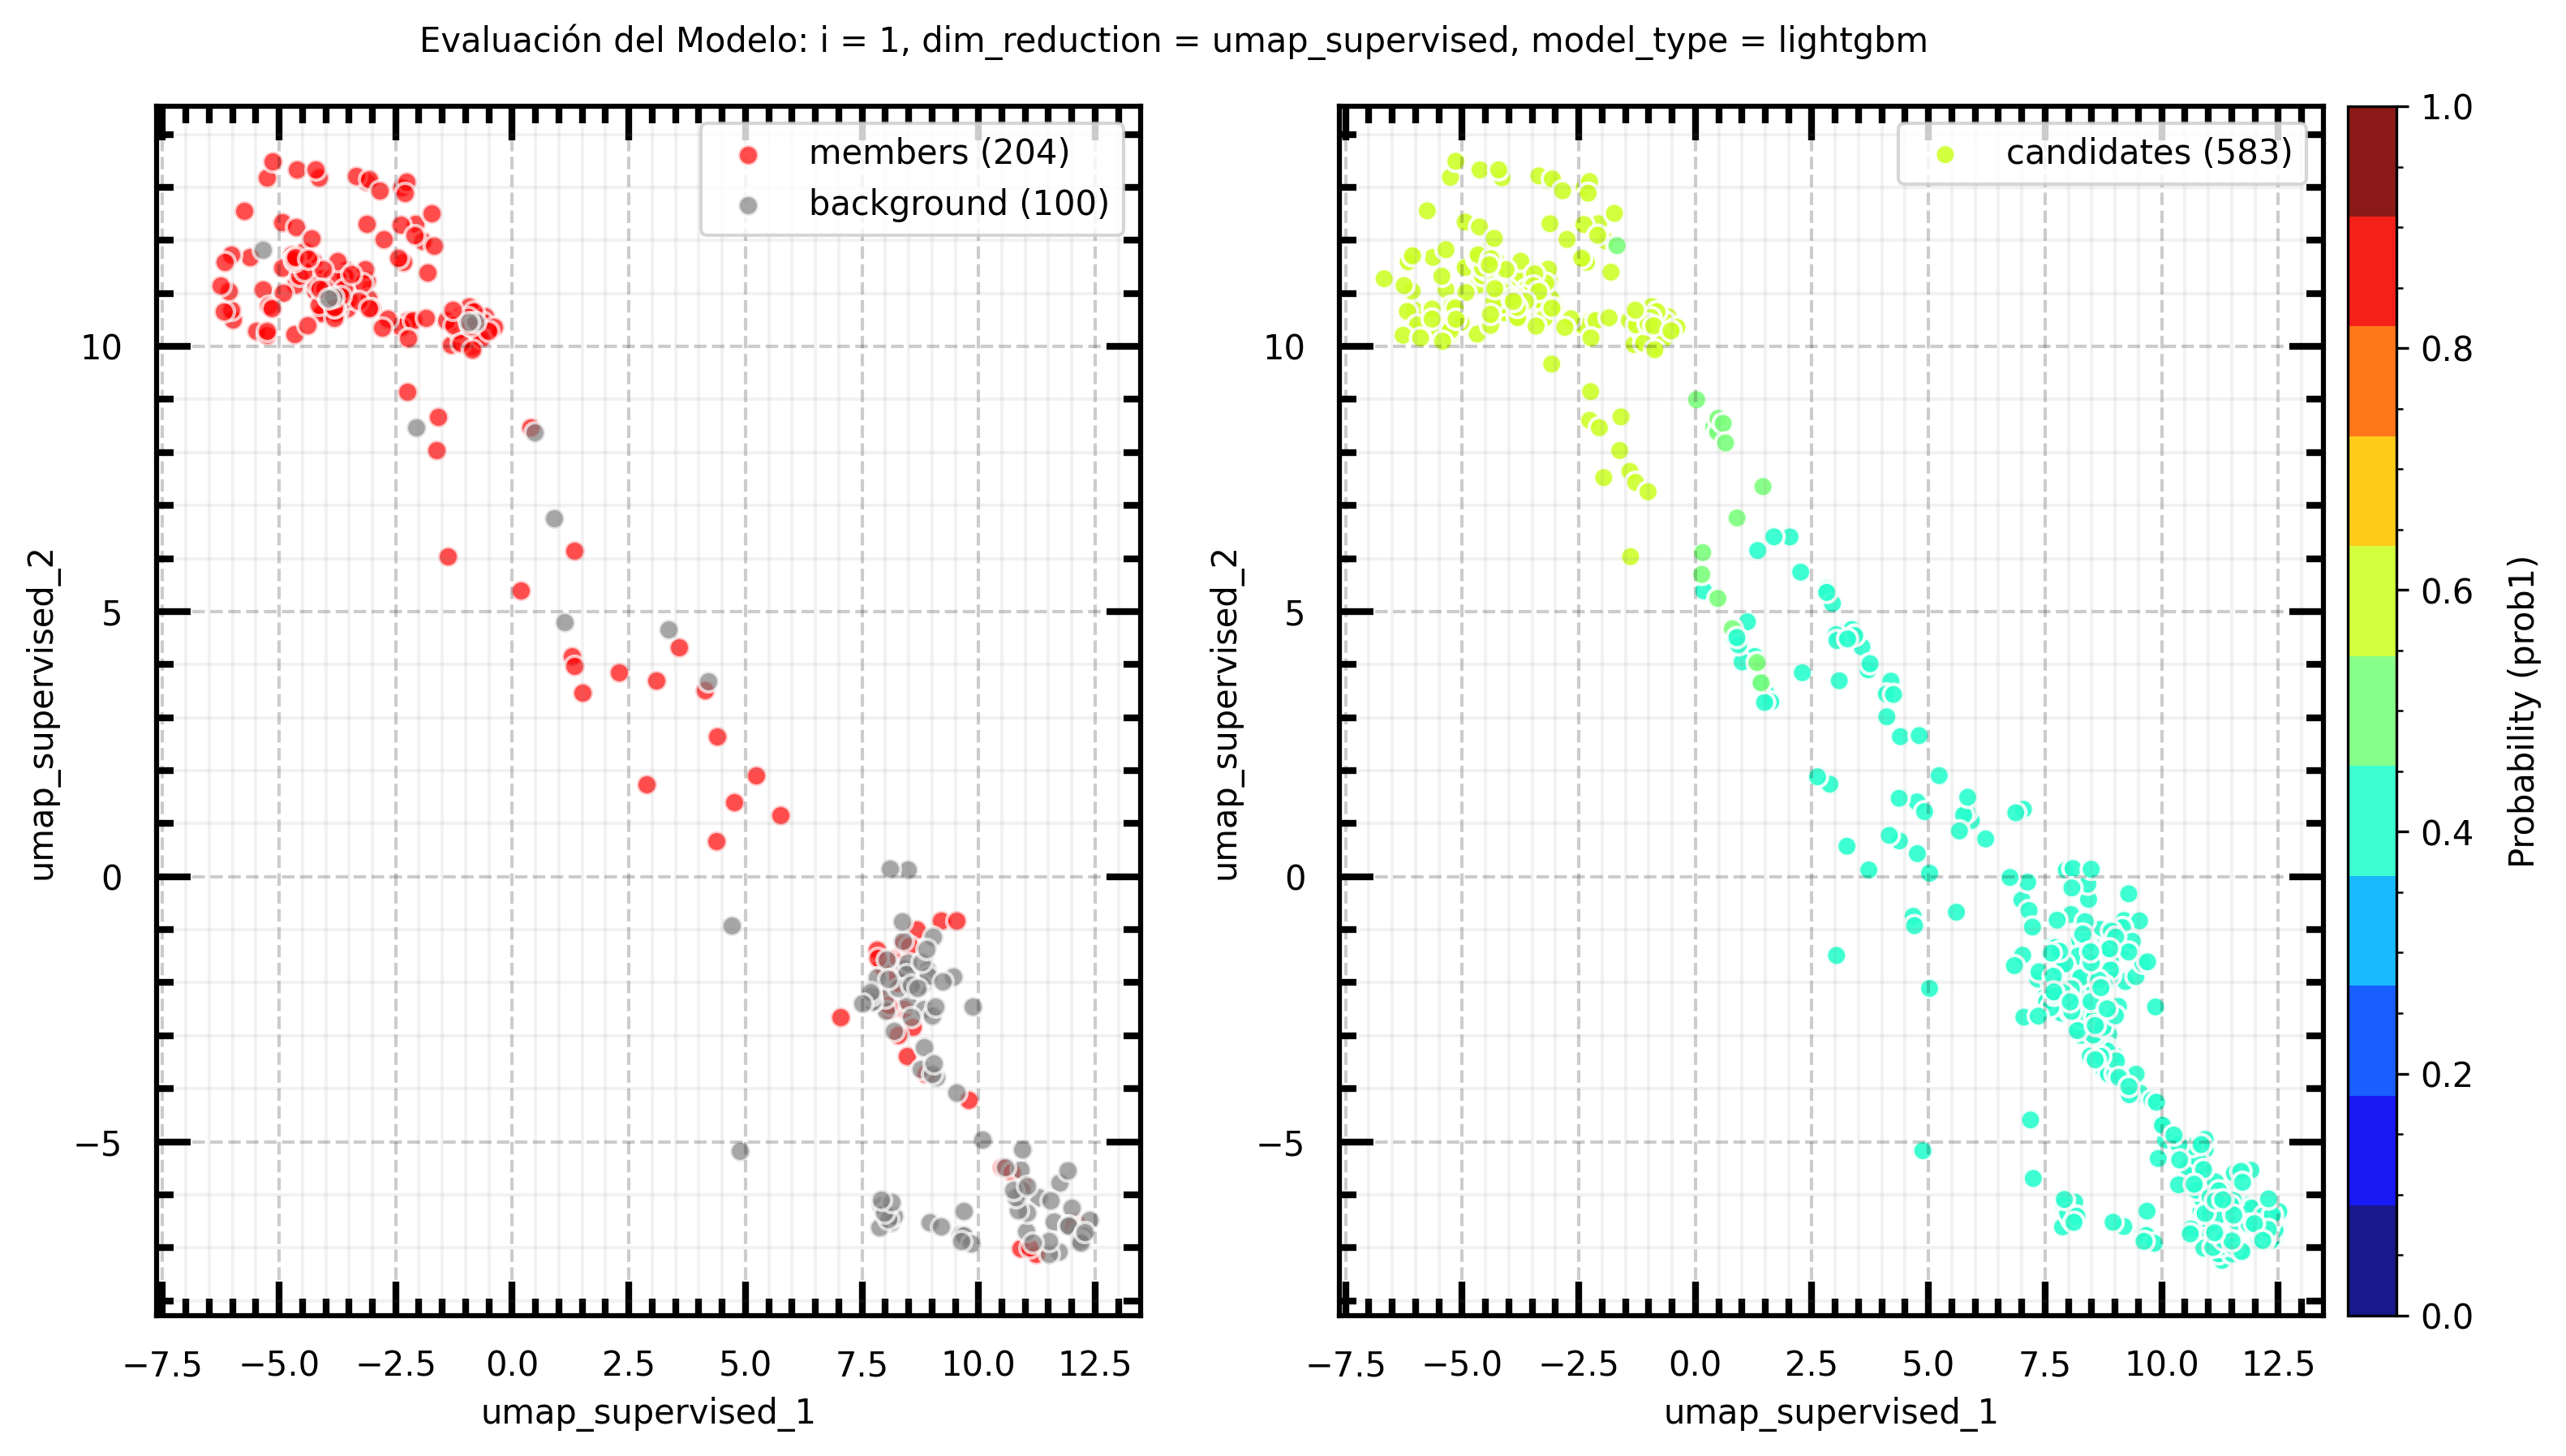 Evaluación del Modelo: i = 1, dim_reduction = umap_supervised, model_type = lightgbm
members (204)
background (100)
10
5
0
−5
umap_supervised_2
−7.5 −5.0 −2.5 0.0 2.5 5.0 7.5 10.0 12.5
umap_supervised_1
candidates (583)
10
5
0
−5
umap_supervised_2
−7.5 −5.0 −2.5 0.0 2.5 5.0 7.5 10.0 12.5
umap_supervised_1
1.0
0.8
0.6
0.4
0.2
0.0
Probability (prob1)